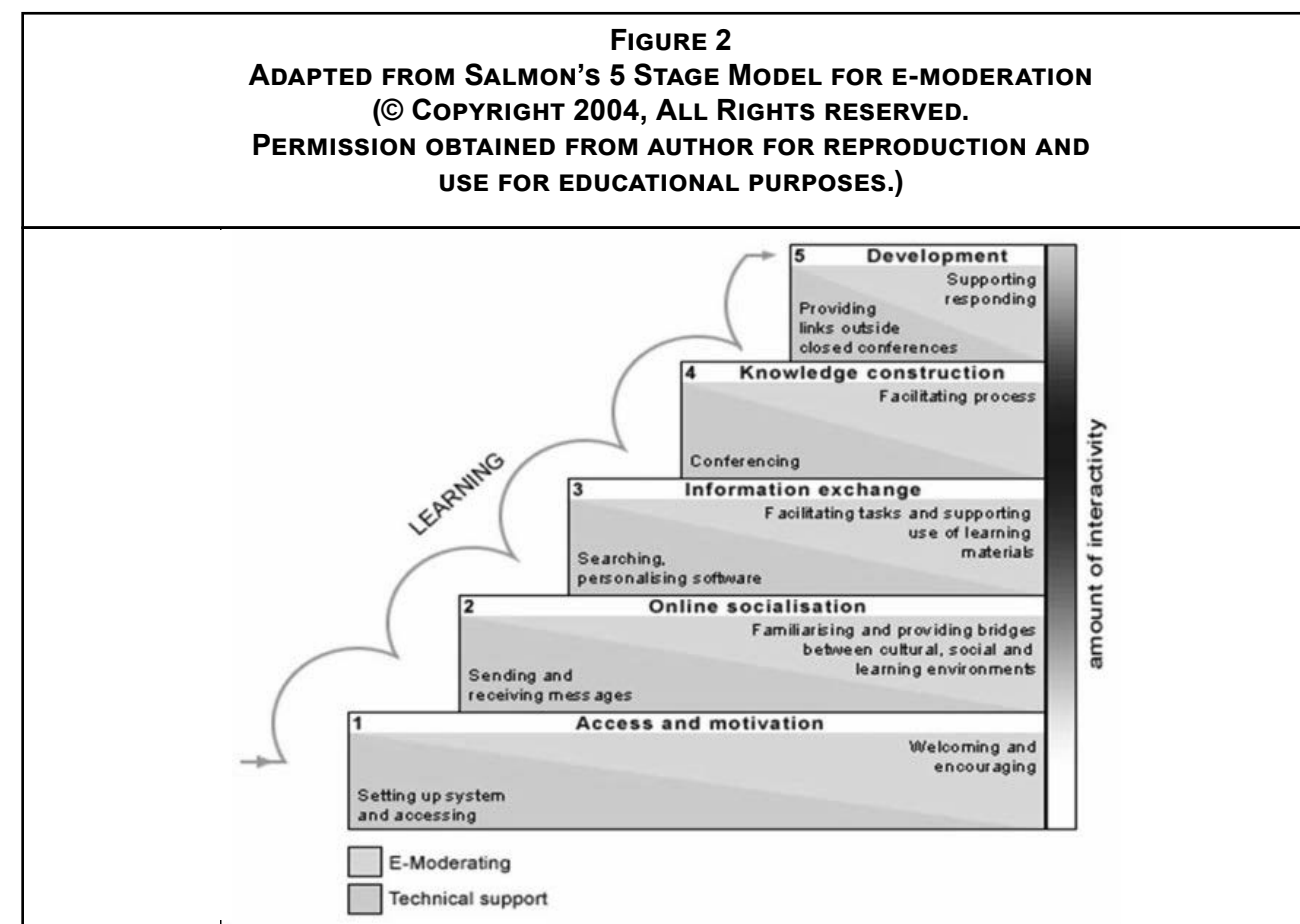 Figure 2
Adapted from Salmon's 5 Stage Model for e-moderation
(© Copyright 2004, All Rights reserved.
Permission obtained from author for reproduction and
use for educational purposes.)
5 Development
Supporting
responding
Providing
links outside
closed conferences
4 Knowledge construction
Facilitating process
Conferencing
3 Information exchange
Facilitating tasks and supporting
use of learning
materials
Searching,
personalising software
2 Online socialisation
Familiarising and providing bridges
between cultural, social and
learning environments
Sending and
receiving messages
1 Access and motivation
Welcoming and
encouraging
Setting up system
and accessing
LEARNING
amount of interactivity
E-Moderating
Technical support